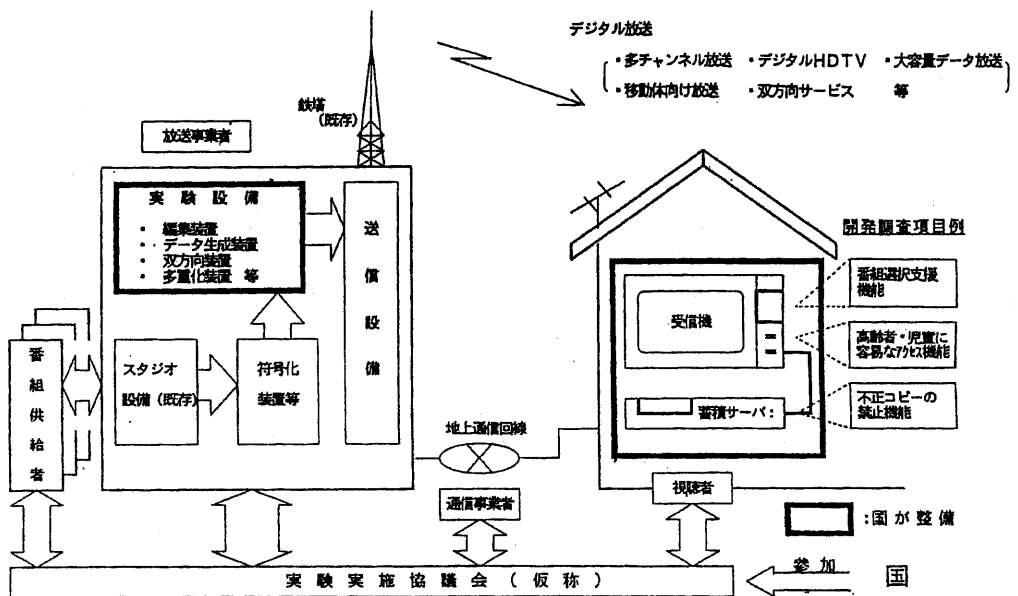 デジタル放送
・多チャンネル放送 ・デジタルHDTV ・大容量データ放送
・移動体向け放送 ・双方向サービス 等
鉄塔
(既存)
放送事業者
実験設備
・ 編集装置
・ データ生成装置
・ 双方向装置
・ 多重化装置 等
送信設備
スタジオ
設備(既存)
符号化
装置等
番組供給者
開発調査項目例
受信機
番組選択支援
機能
高齢者・児童に
容易なアクセス機能
蓄積サーバ:
不正コピーの
禁止機能
地上通信回線
通信事業者
視聴者
:国が整備
実験実施協議会(仮称)
参加
国